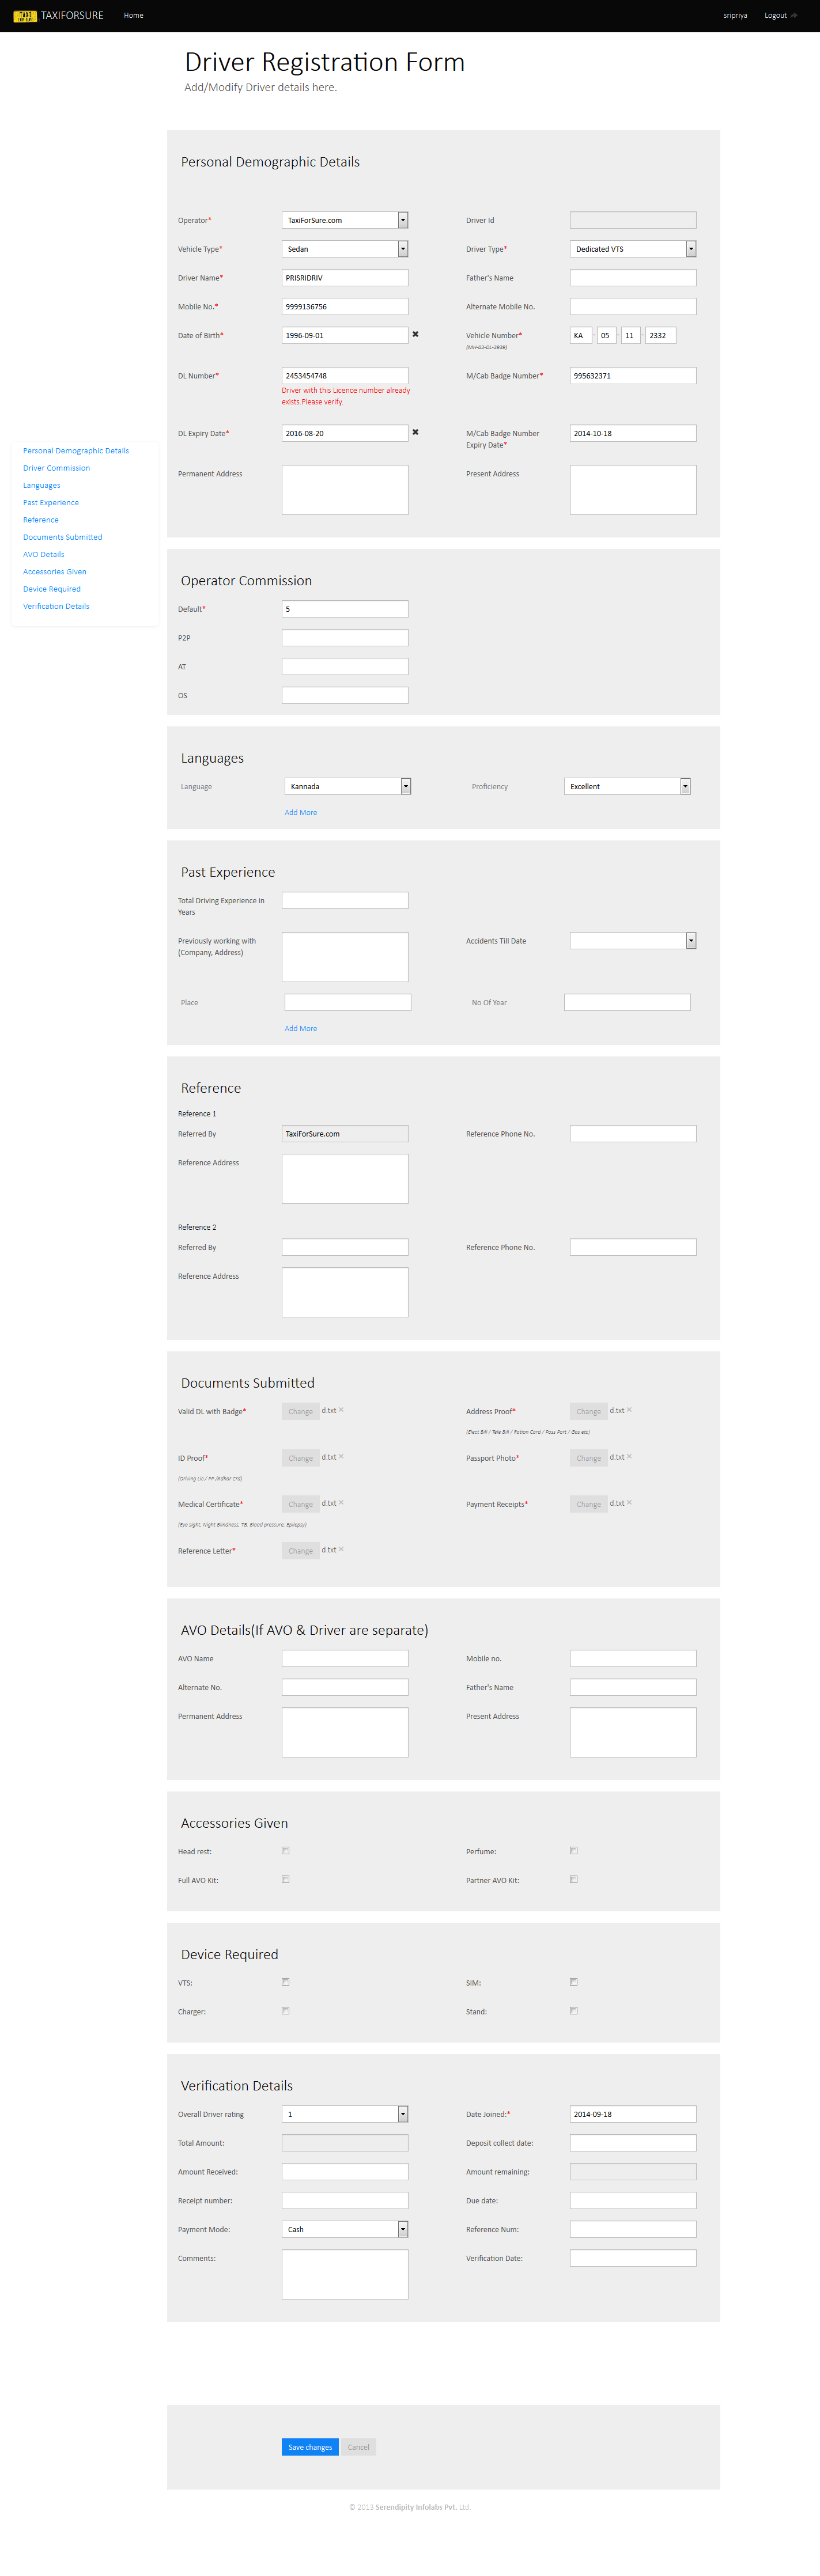 TAXI
FOR SURE
TAXIFORSURE Home sripriya Logout
Driver Registration Form
Add/Modify Driver details here.
Personal Demographic Details
Driver Commission
Languages
Past Experience
Reference
Documents Submitted
AVO Details
Accessories Given
Device Required
Verification Details
Personal Demographic Details
Operator* TaxiForSure.com Driver Id
Vehicle Type* Sedan Driver Type* Dedicated VTS
Driver Name* PRISRIDRIV Father's Name
Mobile No.* 9999136756 Alternate Mobile No.
Date of Birth* 1996-09-01 Vehicle Number* KA - 05 - 11 - 2332
(MH-03-DL-3938)
DL Number* 2453454748 M/Cab Badge Number* 995632371
Driver with this Licence number already
exists.Please verify.
DL Expiry Date* 2016-08-20 M/Cab Badge Number 2014-10-18
Expiry Date*
Permanent Address Present Address
Operator Commission
Default* 5
P2P
AT
OS
Languages
Language Kannada Proficiency Excellent
Add More
Past Experience
Total Driving Experience in
Years
Previously working with Accidents Till Date
(Company, Address)
Place No Of Year
Add More
Reference
Reference 1
Referred By TaxiForSure.com Reference Phone No.
Reference Address
Reference 2
Referred By Reference Phone No.
Reference Address
Documents Submitted
Valid DL with Badge* Change d.txt × Address Proof* Change d.txt ×
(Elect Bill / Tele Bill / Ration Card / Pass Port / Gas etc)
ID Proof* Change d.txt × Passport Photo* Change d.txt ×
(Driving Lic / PP /Adhar Crd)
Medical Certificate* Change d.txt × Payment Receipts* Change d.txt ×
(Eye sight, Night Blindness, TB, Blood pressure, Epilepsy)
Reference Letter* Change d.txt ×
AVO Details(If AVO & Driver are separate)
AVO Name Mobile no.
Alternate No. Father's Name
Permanent Address Present Address
Accessories Given
Head rest: Perfume:
Full AVO Kit: Partner AVO Kit:
Device Required
VTS: SIM:
Charger: Stand:
Verification Details
Overall Driver rating 1 Date Joined:* 2014-09-18
Total Amount: Deposit collect date:
Amount Received: Amount remaining:
Receipt number: Due date:
Payment Mode: Cash Reference Num:
Comments: Verification Date:
Save changes Cancel
© 2013 Serendipity Infolabs Pvt. Ltd